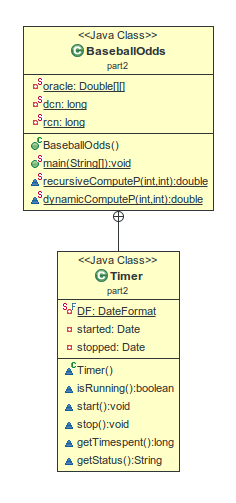 <<Java Class>>
BaseballOdds
part2
oracle: Double[][]
dcn: long
rcn: long
BaseballOdds()
main(String[]):void
recursiveComputeP(int,int):double
dynamicComputeP(int,int):double
<<Java Class>>
Timer
part2
DF: DateFormat
started: Date
stopped: Date
Timer()
isRunning():boolean
start():void
stop():void
getTimespent():long
getStatus():String